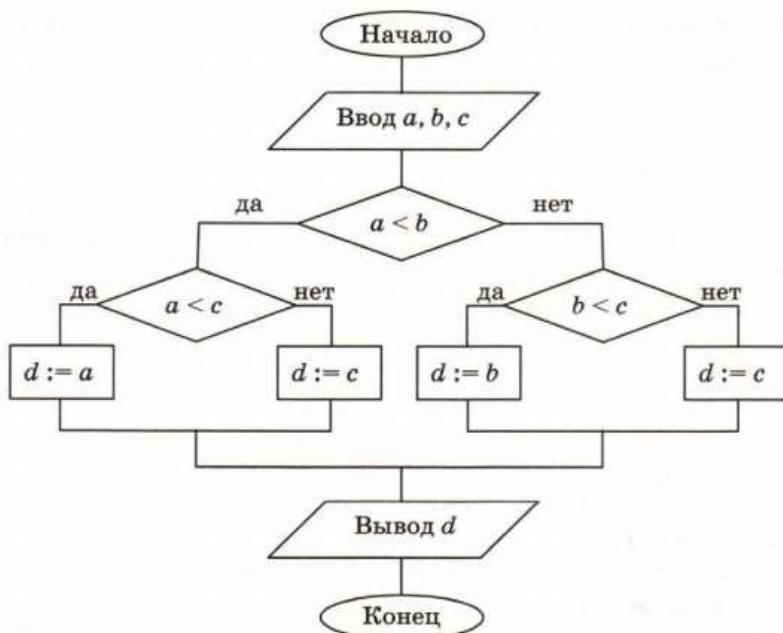 Начало
Ввод a, b, c
да
a < b
нет
да
a < c
нет
да
b < c
нет
d := a
d := c
d := b
d := c
Вывод d
Конец